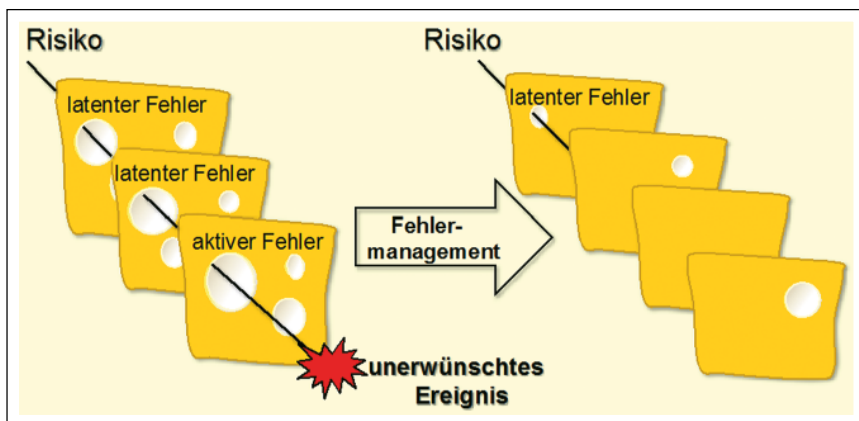 Risiko
latenter Fehler
latenter Fehler
aktiver Fehler
unerwünschtes
Ereignis
Fehler-
management
Risiko
latenter Fehler